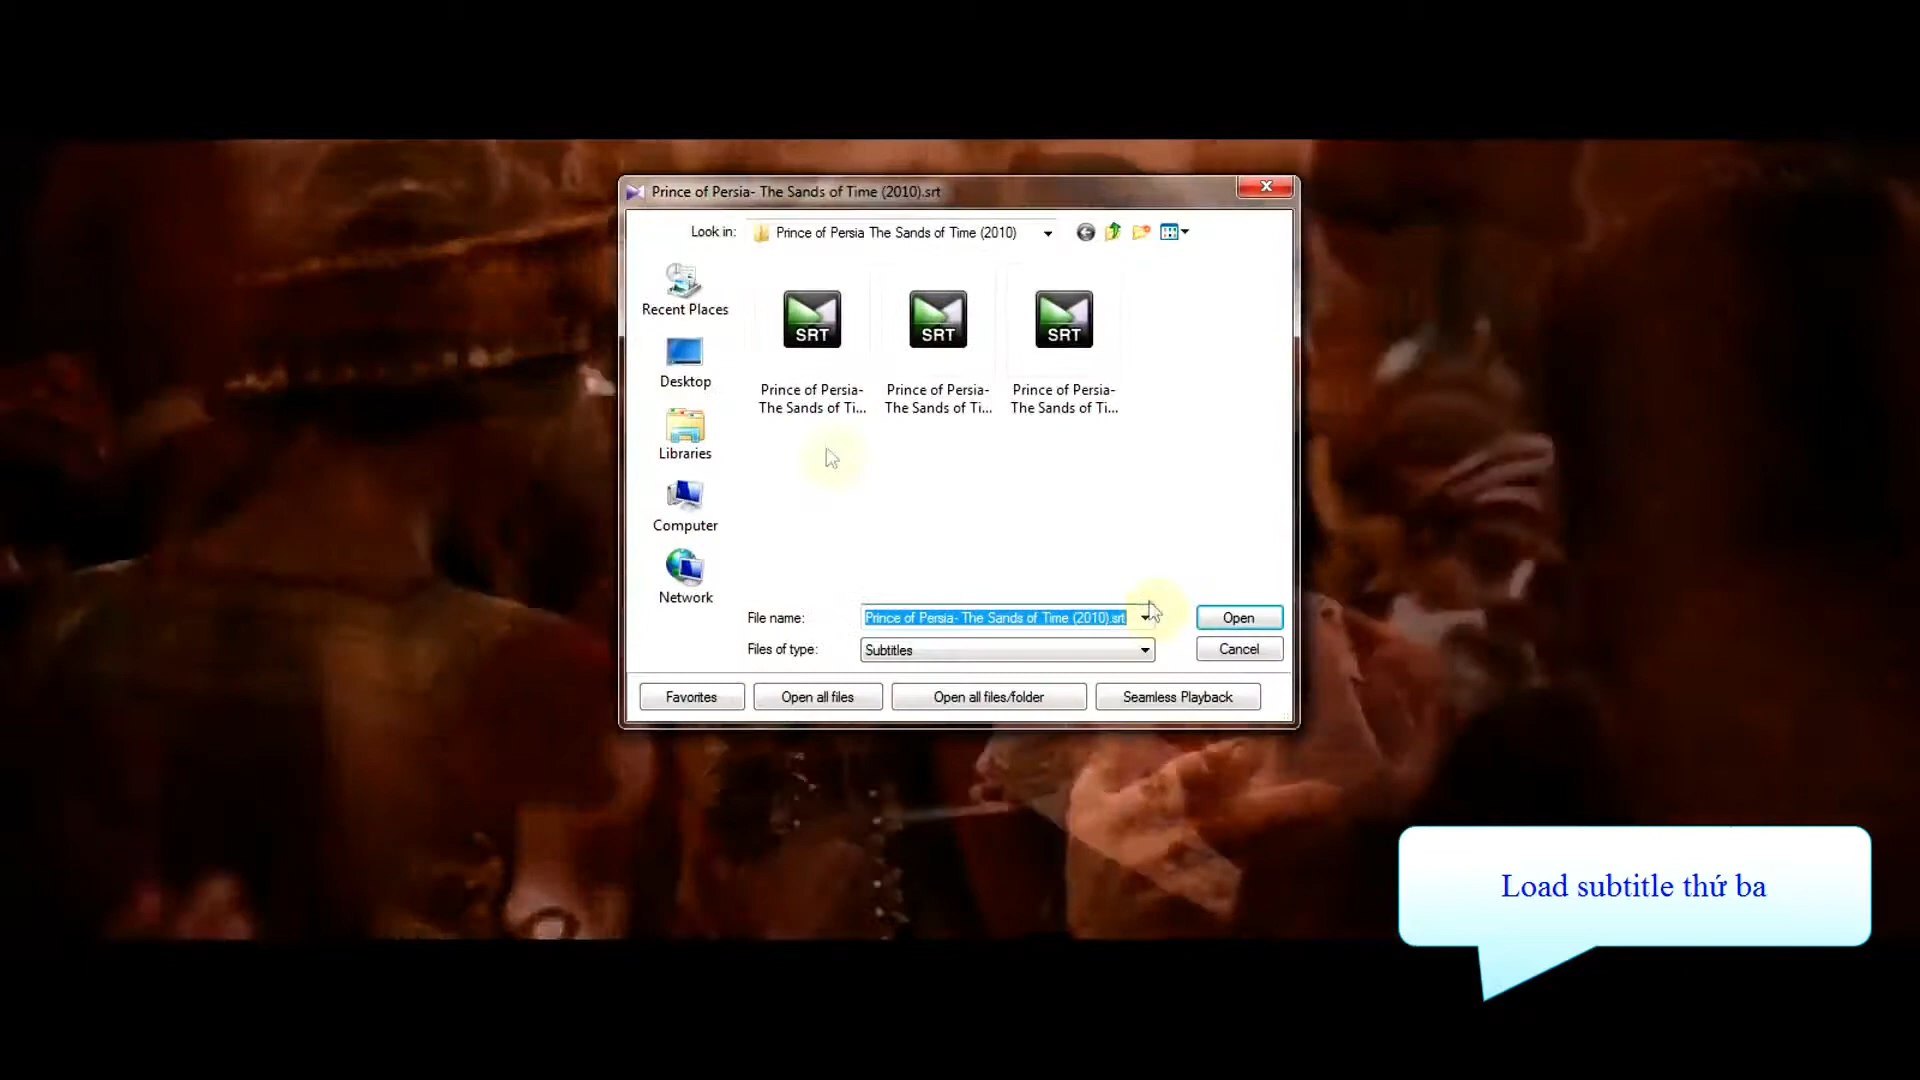 Prince of Persia- The Sands of Time (2010).srt
Look in:
Prince of Persia The Sands of Time (2010)
Recent Places
Desktop
Libraries
Computer
Network
SRT
SRT
SRT
Prince of Persia-
The Sands of Ti...
Prince of Persia-
The Sands of Ti...
Prince of Persia-
The Sands of Ti...
File name:
Prince of Persia- The Sands of Time (2010).srt
Open
Files of type:
Subtitles
Cancel
Favorites
Open all files
Open all files/folder
Seamless Playback
Load subtitle thứ ba